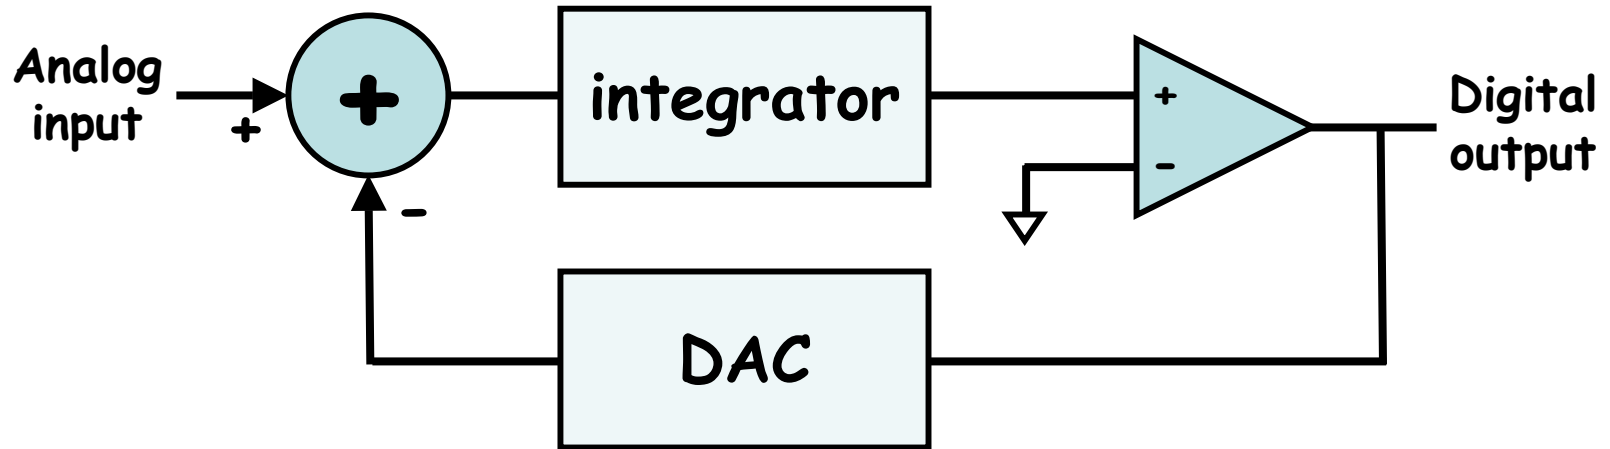 Analog
input
+
+
-
integrator
+
-
Digital
output
DAC